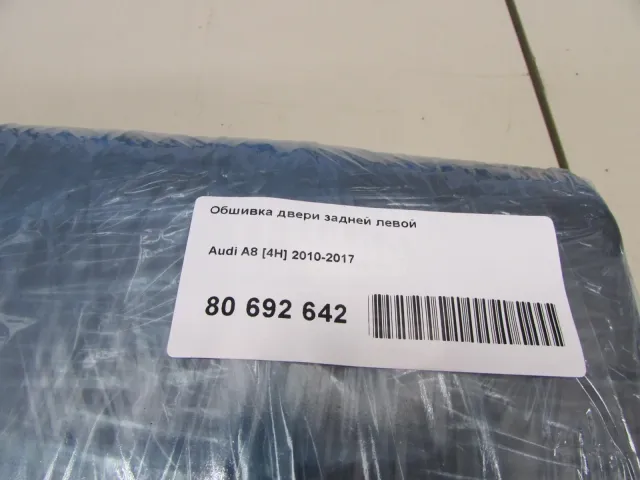 Обшивка двери задней левой
Audi A8 [4H] 2010-2017
80 692 642